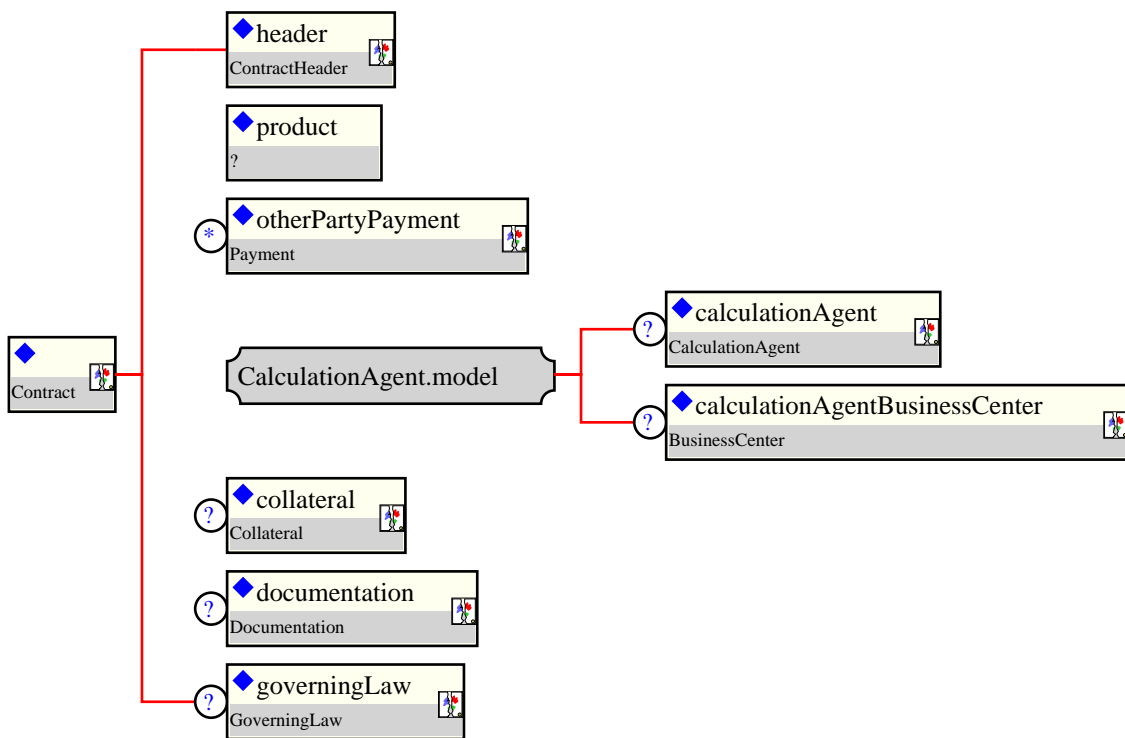 header
ContractHeader
product
?
*
otherPartyPayment
Payment
?
calculationAgent
CalculationAgent
Contract
CalculationAgent.model
?
calculationAgentBusinessCenter
BusinessCenter
?
collateral
Collateral
?
documentation
Documentation
?
governingLaw
GoverningLaw